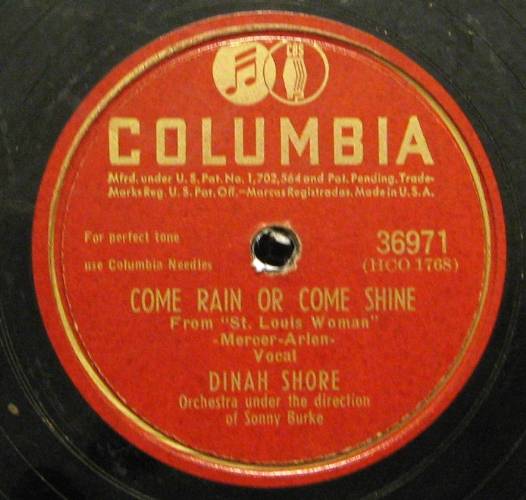 CBS
COLUMBIA
Mfrd. under U. S. Pat. No. 1,702,564 and Pat. Pending. Trade-
Marks Reg. U. S. Pat. Off.–Marcas Registradas. Made in U. S. A.
For perfect tone
use Columbia Needles
36971
(HCO 1768)
COME RAIN OR COME SHINE
From "St. Louis Woman"
-Mercer-Arlen-
Vocal
DINAH SHORE
Orchestra under the direction
of Sonny Burke